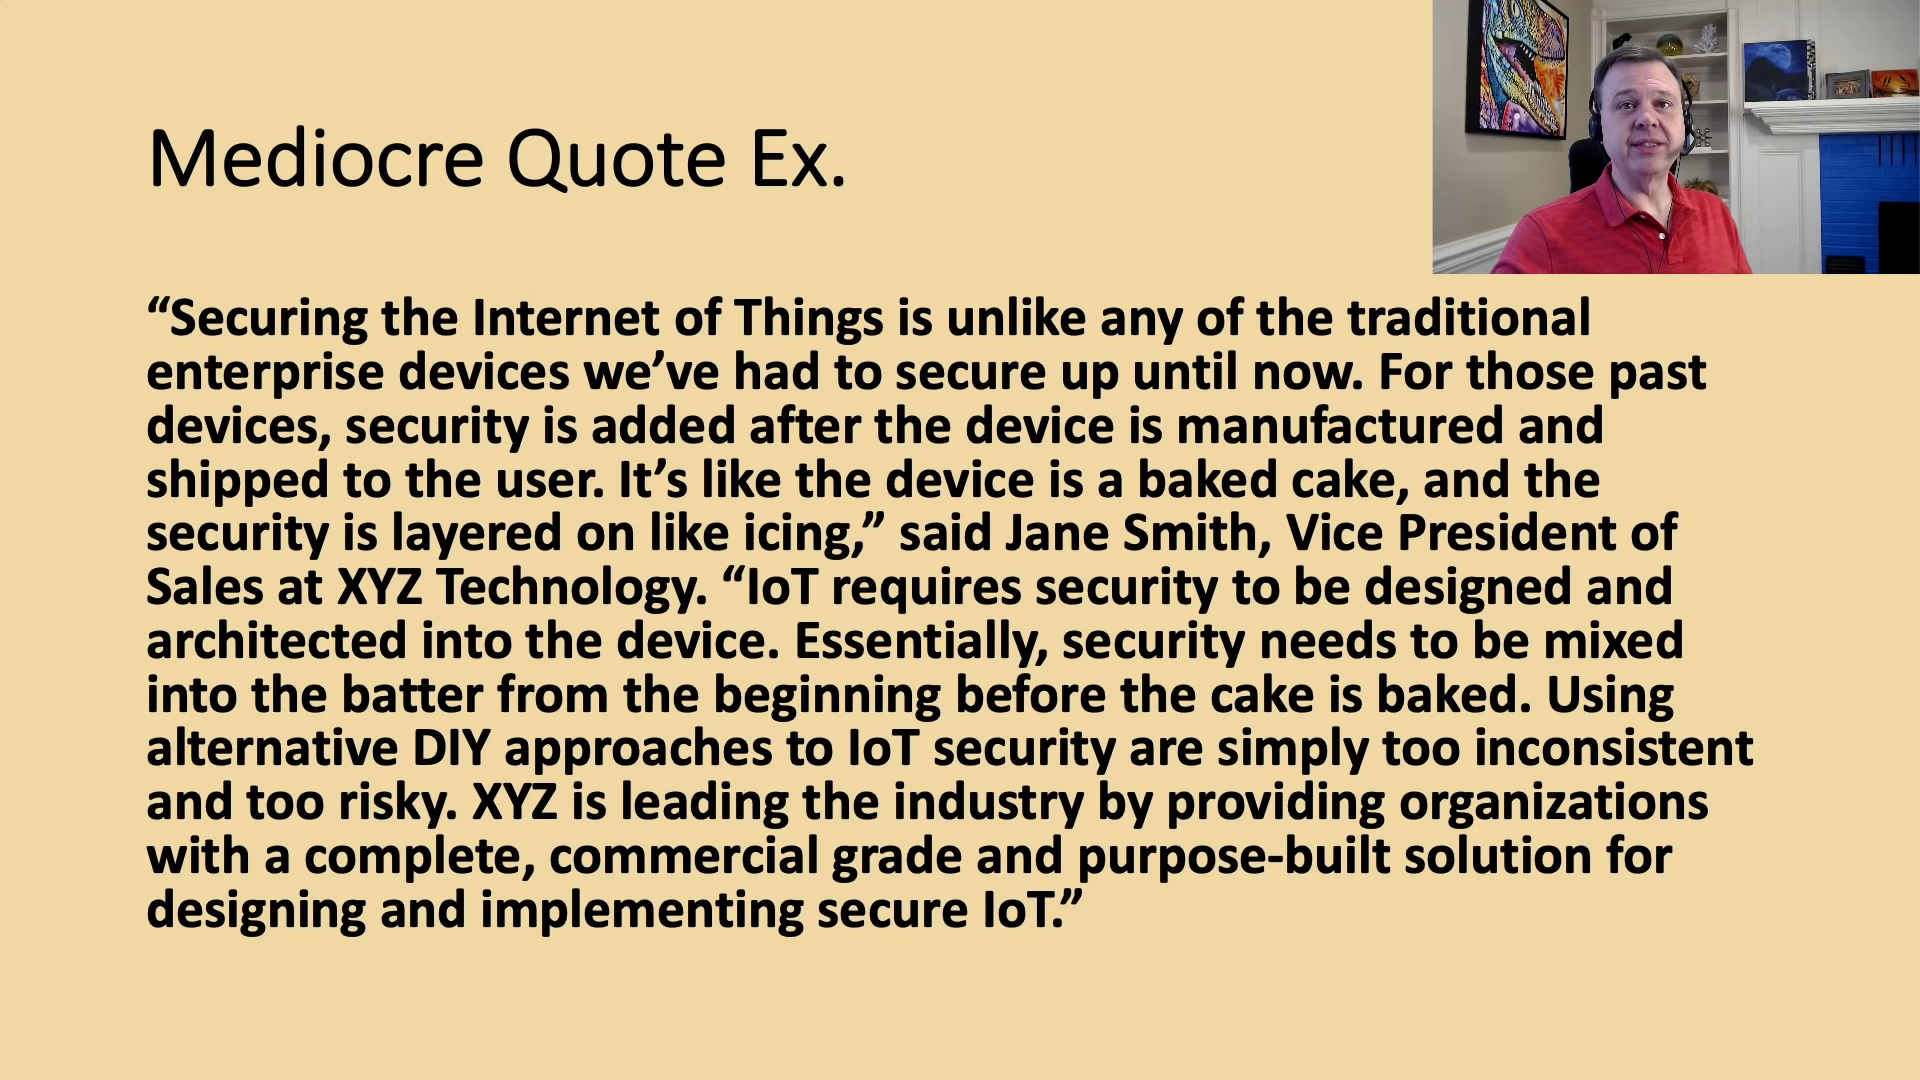 Mediocre Quote Ex.
“Securing the Internet of Things is unlike any of the traditional
enterprise devices we’ve had to secure up until now. For those past
devices, security is added after the device is manufactured and
shipped to the user. It’s like the device is a baked cake, and the
security is layered on like icing,” said Jane Smith, Vice President of
Sales at XYZ Technology. “IoT requires security to be designed and
architected into the device. Essentially, security needs to be mixed
into the batter from the beginning before the cake is baked. Using
alternative DIY approaches to IoT security are simply too inconsistent
and too risky. XYZ is leading the industry by providing organizations
with a complete, commercial grade and purpose-built solution for
designing and implementing secure IoT.”